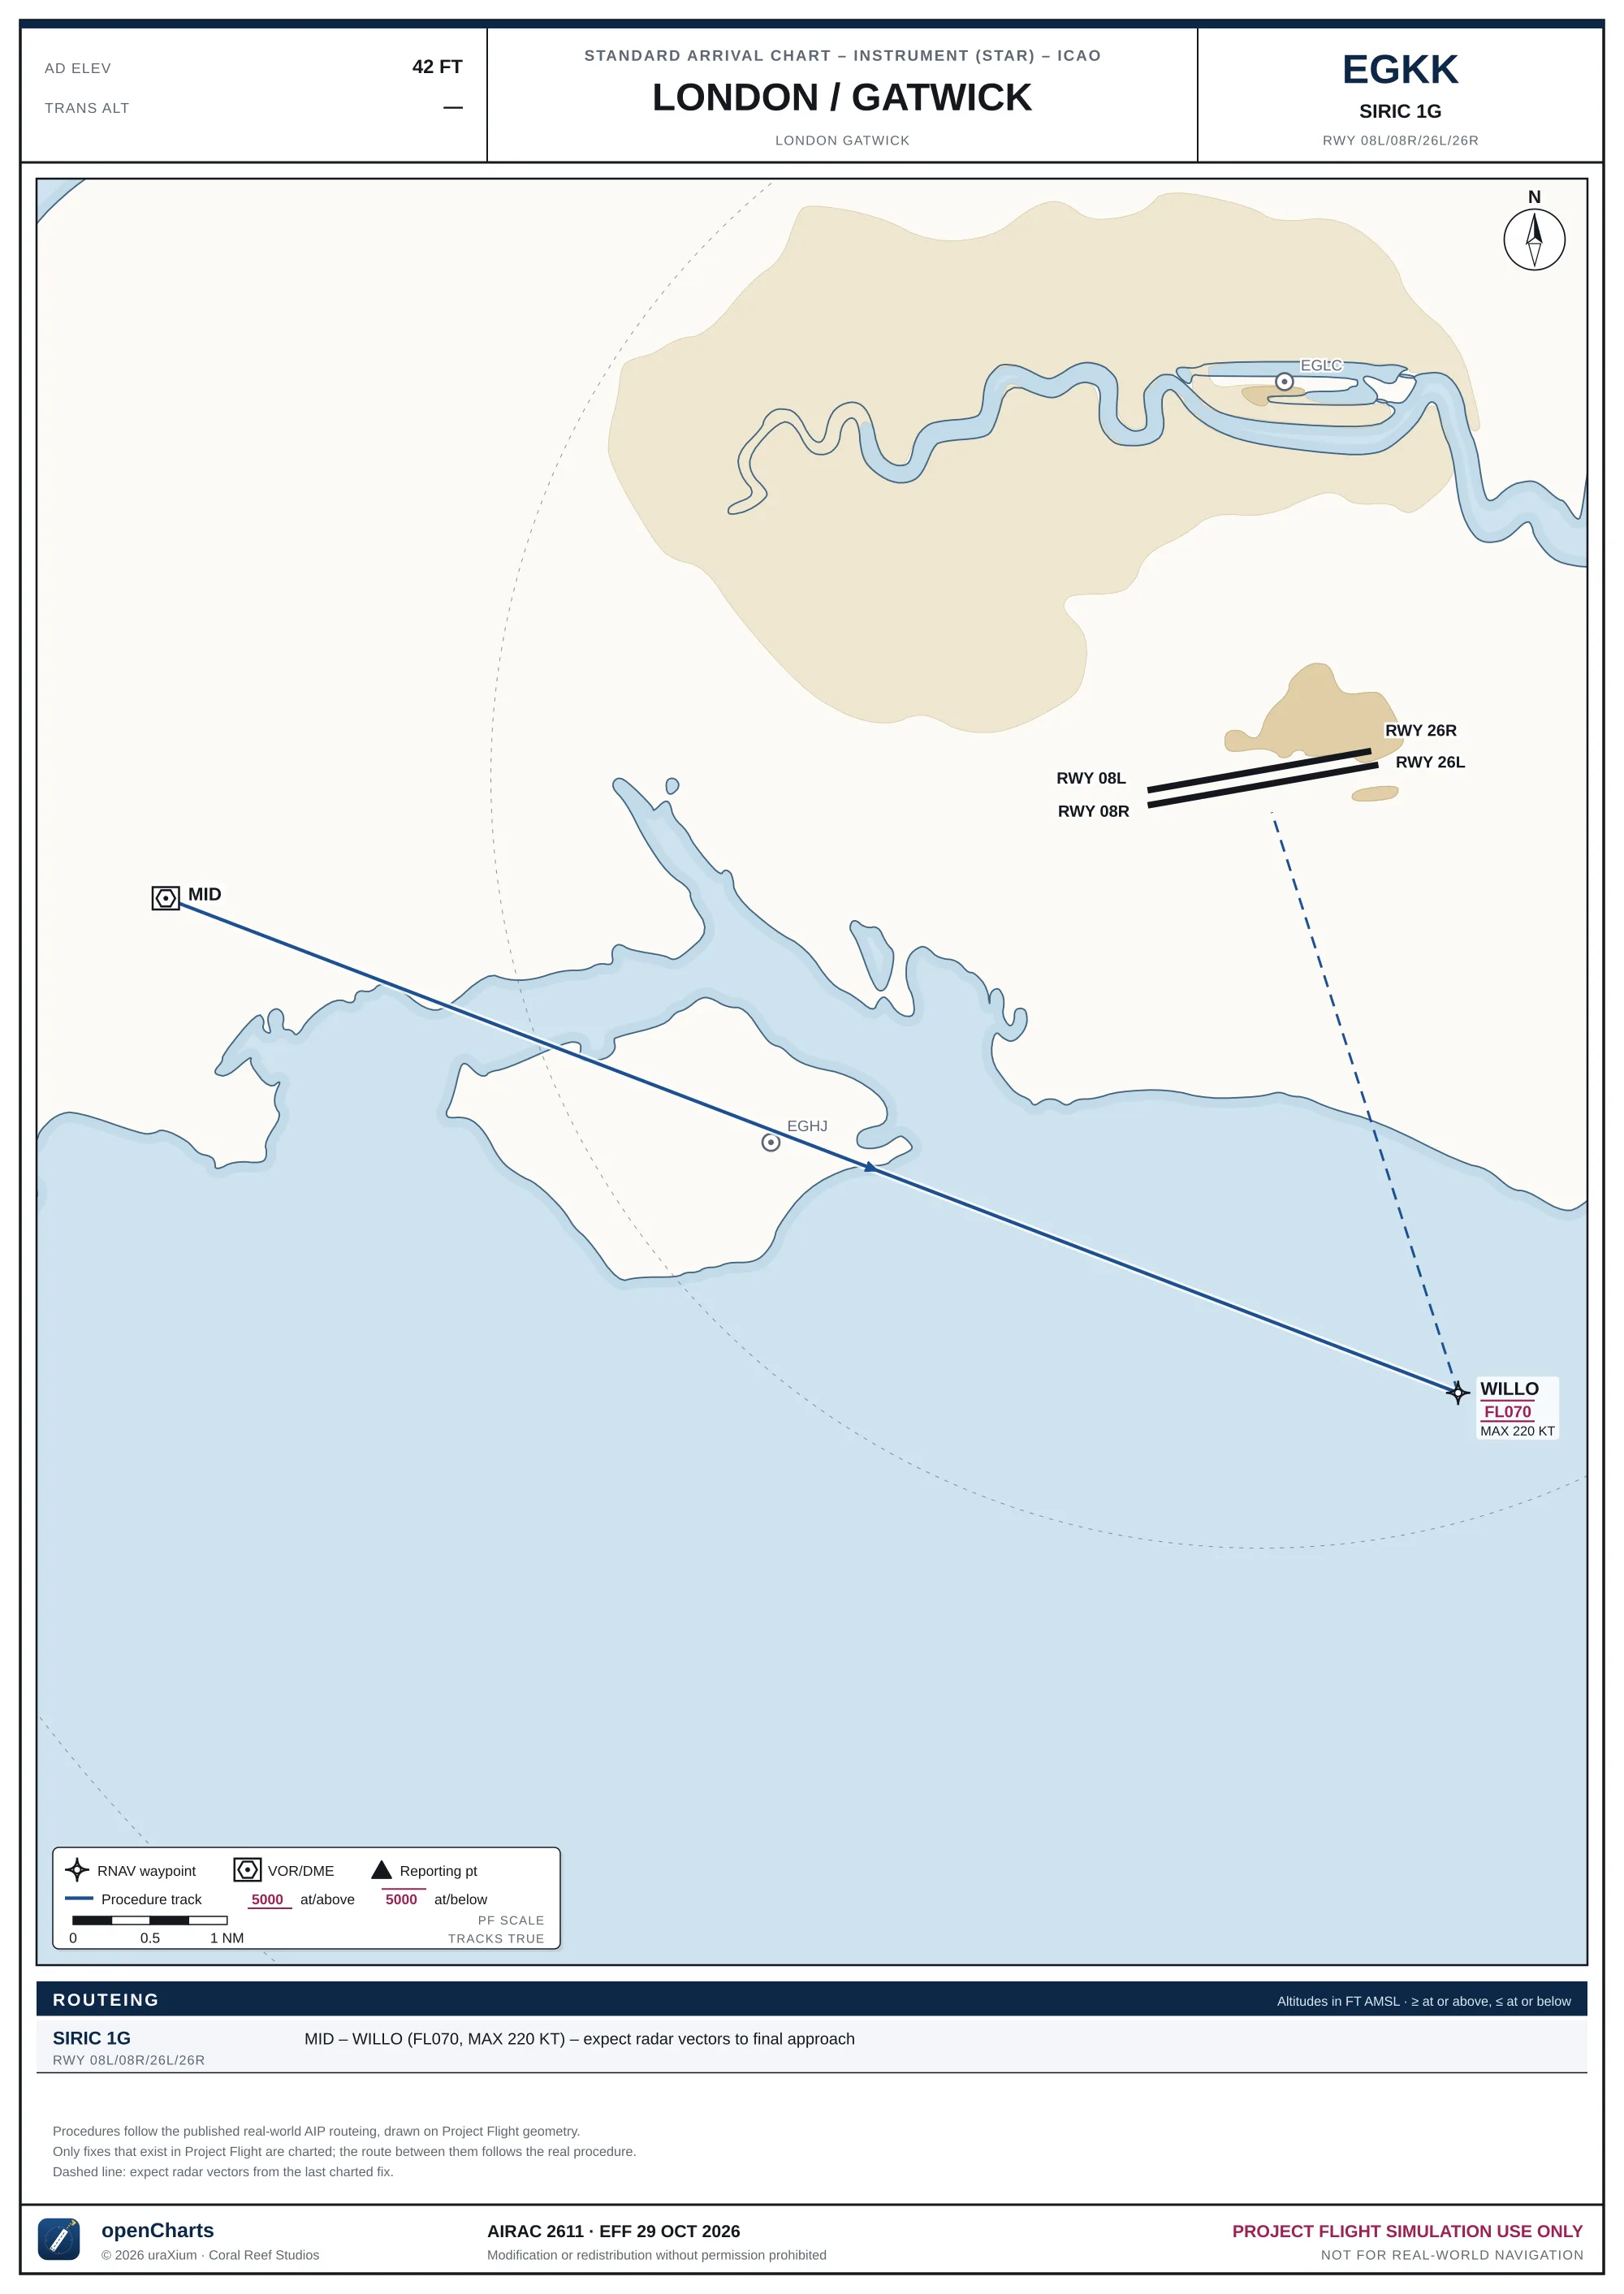 AD ELEV 42 FT
TRANS ALT —
STANDARD ARRIVAL CHART – INSTRUMENT (STAR) – ICAO
LONDON / GATWICK
LONDON GATWICK
EGKK
SIRIC 1G
RWY 08L/08R/26L/26R
N
EGLC
RWY 26R
RWY 26L
RWY 08L
RWY 08R
MID
EGHJ
WILLO
FL070
MAX 220 KT
RNAV waypoint VOR/DME Reporting pt
Procedure track 5000 at/above 5000 at/below
PF SCALE
0 0.5 1 NM TRACKS TRUE
ROUTEING Altitudes in FT AMSL · ≥ at or above, ≤ at or below
SIRIC 1G MID – WILLO (FL070, MAX 220 KT) – expect radar vectors to final approach
RWY 08L/08R/26L/26R
Procedures follow the published real-world AIP routeing, drawn on Project Flight geometry.
Only fixes that exist in Project Flight are charted; the route between them follows the real procedure.
Dashed line: expect radar vectors from the last charted fix.
openCharts AIRAC 2611 · EFF 29 OCT 2026 PROJECT FLIGHT SIMULATION USE ONLY
© 2026 uraXium · Coral Reef Studios Modification or redistribution without permission prohibited NOT FOR REAL-WORLD NAVIGATION